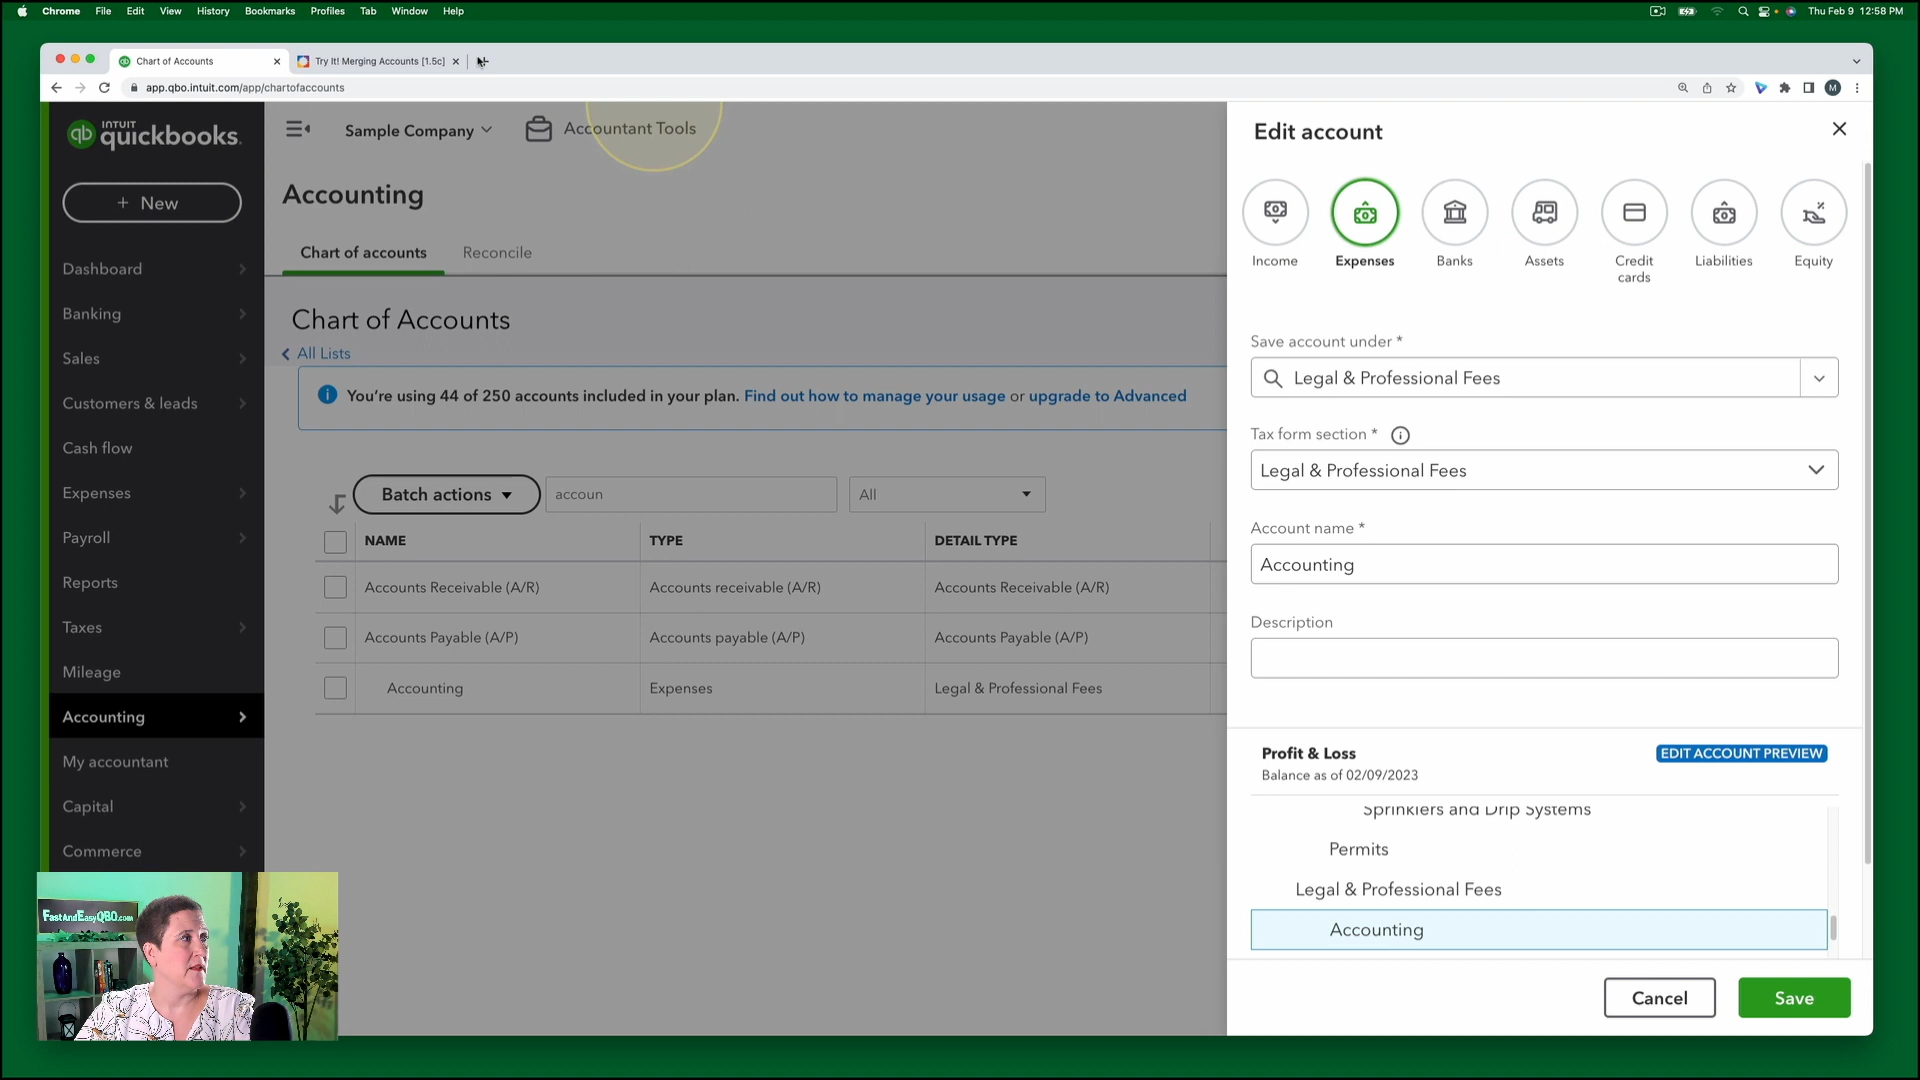 Chrome File Edit View History Bookmarks Profiles Tab Window Help
Thu Feb 9 12:58 PM
Chart of Accounts
Try It! Merging Accounts [1.5c]
app.qbo.intuit.com/app/chartofaccounts
M
INTUIT
qb quickbooks.
+ New
Dashboard
Banking
Sales
Customers & leads
Cash flow
Expenses
Payroll
Reports
Taxes
Mileage
Accounting
My accountant
Capital
Commerce
FastAndEasyQBO.com
Sample Company
Accountant Tools
Accounting
Chart of accounts Reconcile
Chart of Accounts
All Lists
You're using 44 of 250 accounts included in your plan. Find out how to manage your usage or upgrade to Advanced
Batch actions accoun All
NAME TYPE DETAIL TYPE
Accounts Receivable (A/R) Accounts receivable (A/R) Accounts Receivable (A/R)
Accounts Payable (A/P) Accounts payable (A/P) Accounts Payable (A/P)
Accounting Expenses Legal & Professional Fees
Edit account
Income Expenses Banks Assets Credit cards Liabilities Equity
Save account under *
Legal & Professional Fees
Tax form section *
Legal & Professional Fees
Account name *
Accounting
Description
Profit & Loss EDIT ACCOUNT PREVIEW
Balance as of 02/09/2023
Sprinklers and Drip Systems
Permits
Legal & Professional Fees
Accounting
Cancel Save